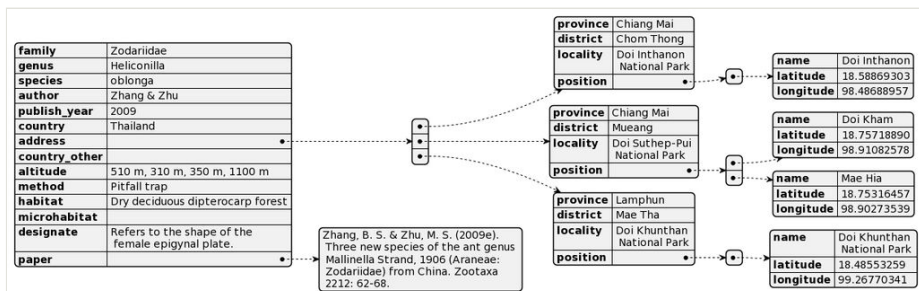 family Zodariidae
genus Heliconilla
species oblonga
author Zhang & Zhu
publish_year 2009
country Thailand
address
country_other
altitude 510 m, 310 m, 350 m, 1100 m
method Pitfall trap
habitat Dry deciduous dipterocarp forest
microhabitat
designate Refers to the shape of the
female epigynal plate.
paper
Zhang, B. S. & Zhu, M. S. (2009e).
Three new species of the ant genus
Mallinella Strand, 1906 (Araneae:
Zodariidae) from China. Zootaxa
2212: 62-68.
province Chiang Mai
district Chom Thong
locality Doi Inthanon
National Park
position
name Doi Inthanon
latitude 18.58869303
longitude 98.48688957
province Chiang Mai
district Mueang
locality Doi Suthep-Pui
National Park
position
name Doi Kham
latitude 18.75718890
longitude 98.91082578
name Mae Hia
latitude 18.75316457
longitude 98.90273539
province Lamphun
district Mae Tha
locality Doi Khunthan
National Park
position
name Doi Khunthan
National Park
latitude 18.48553259
longitude 99.26770341